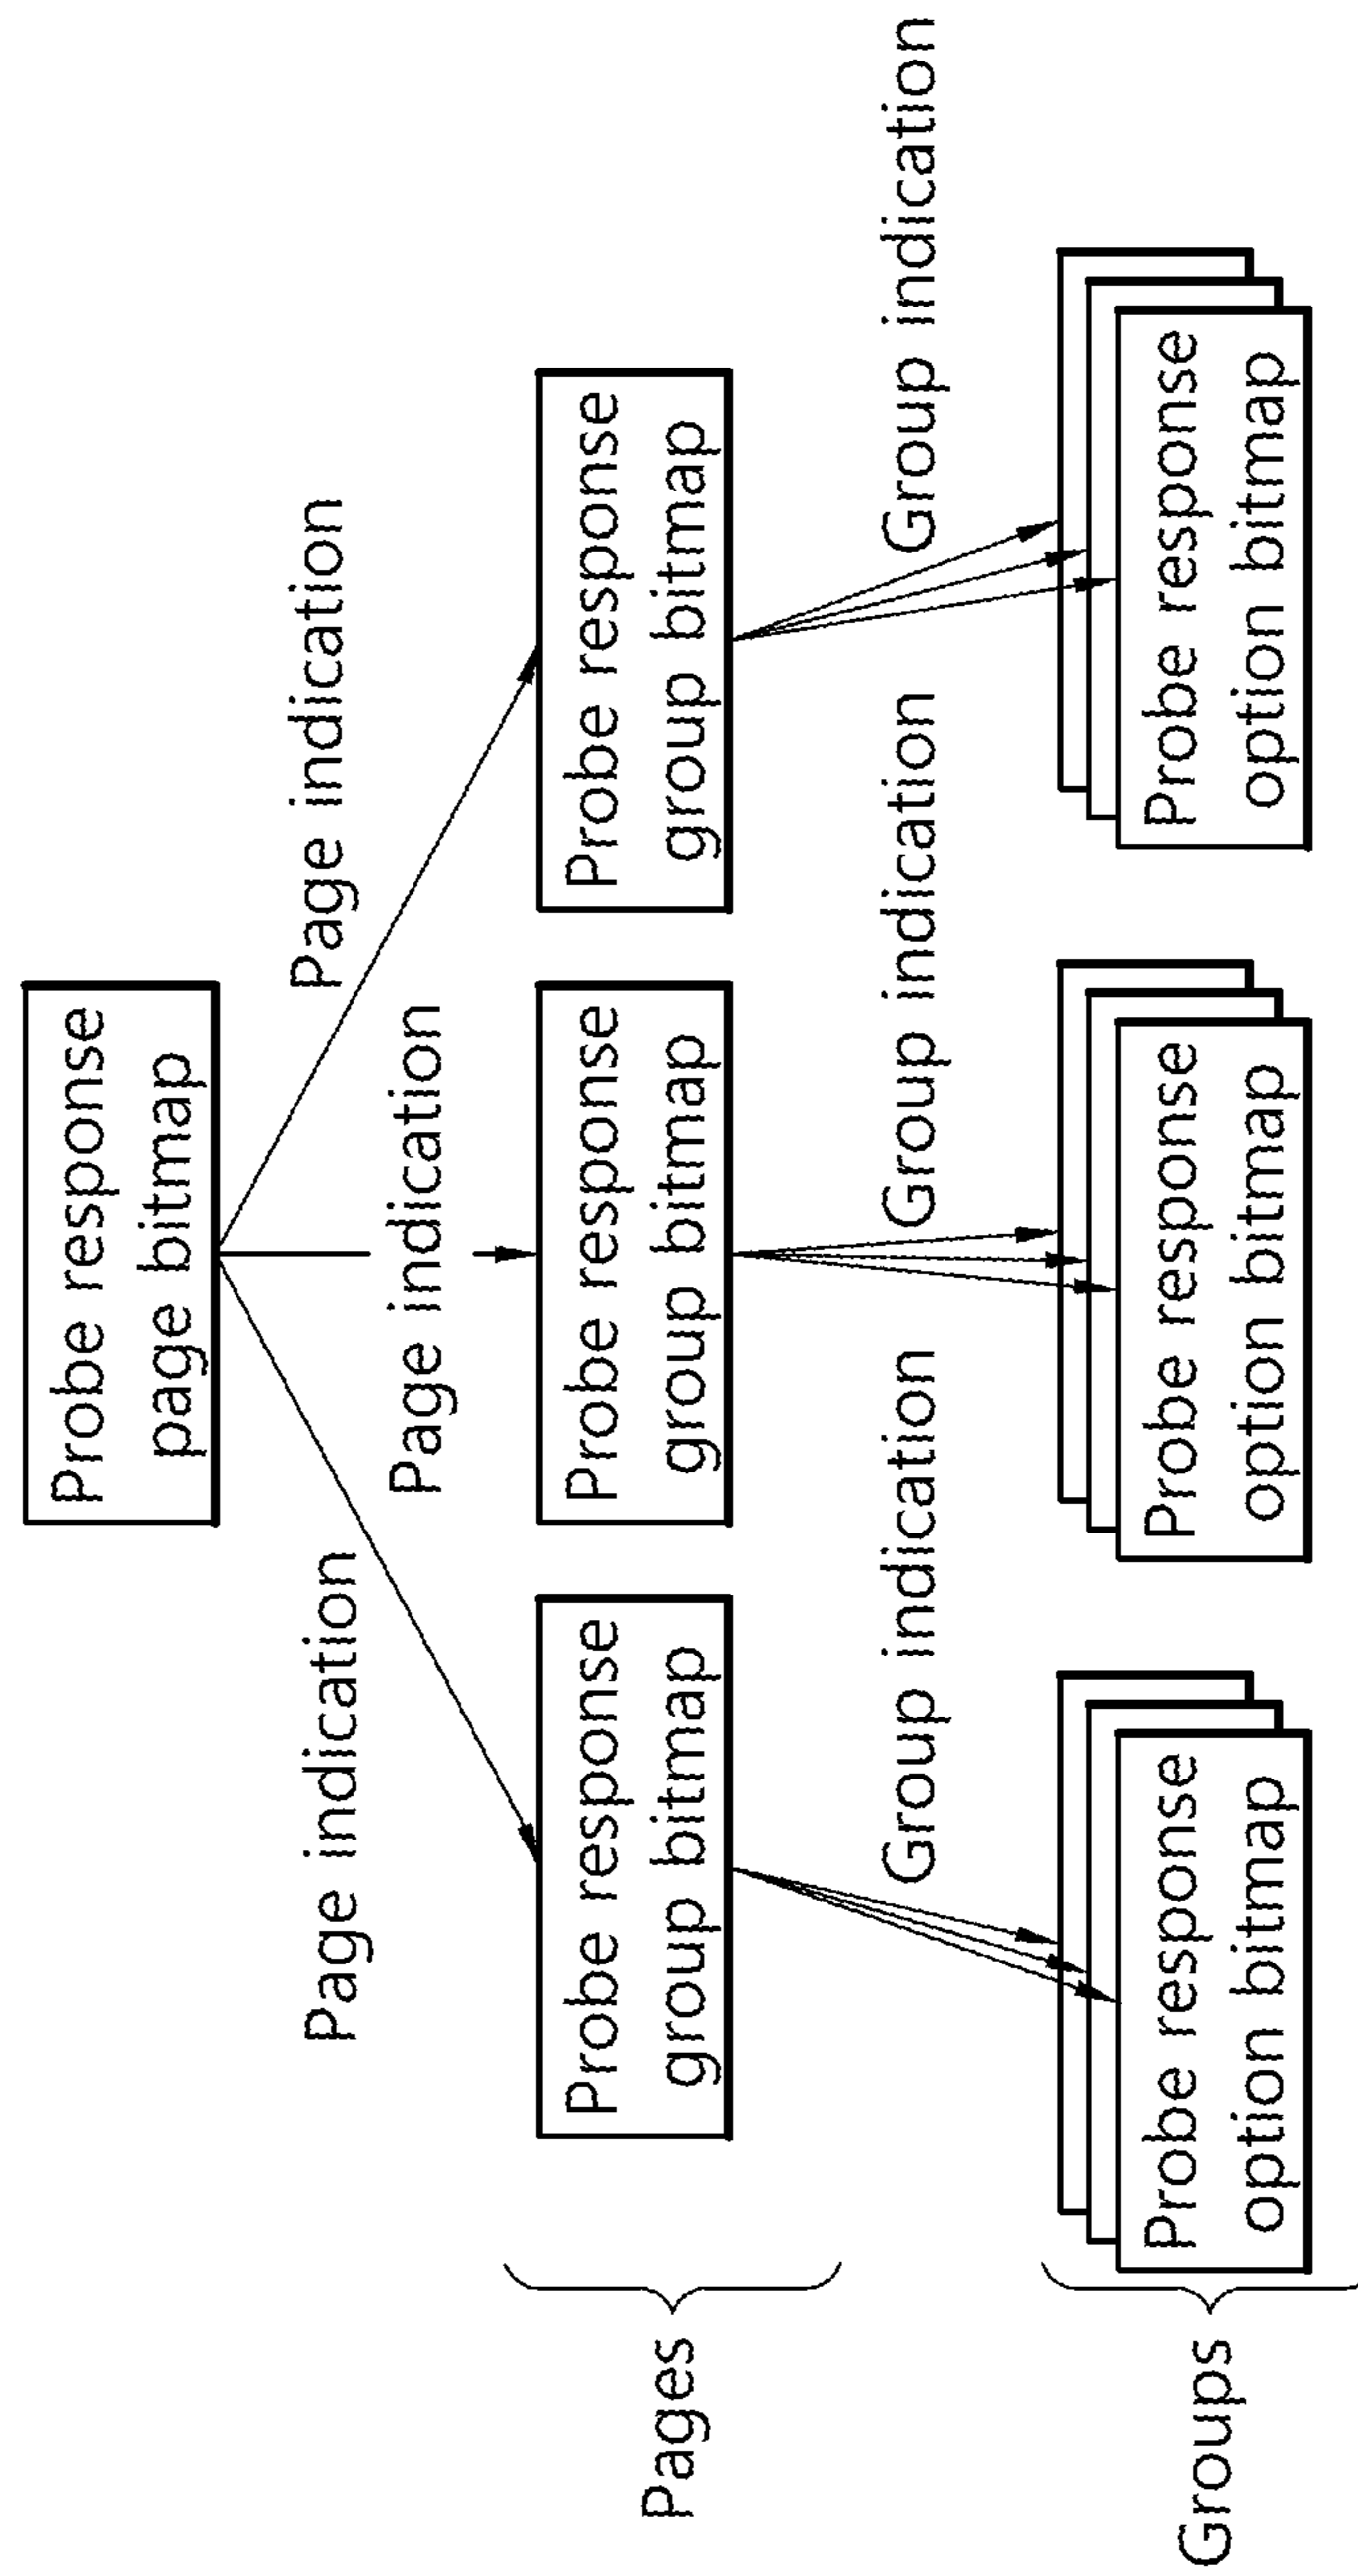 Probe response
page bitmap
Page indication
Page indication
Page indication
Pages
Probe response
group bitmap
Probe response
group bitmap
Probe response
group bitmap
Group indication
Group indication
Group indication
Groups
Probe response
option bitmap
Probe response
option bitmap
Probe response
option bitmap